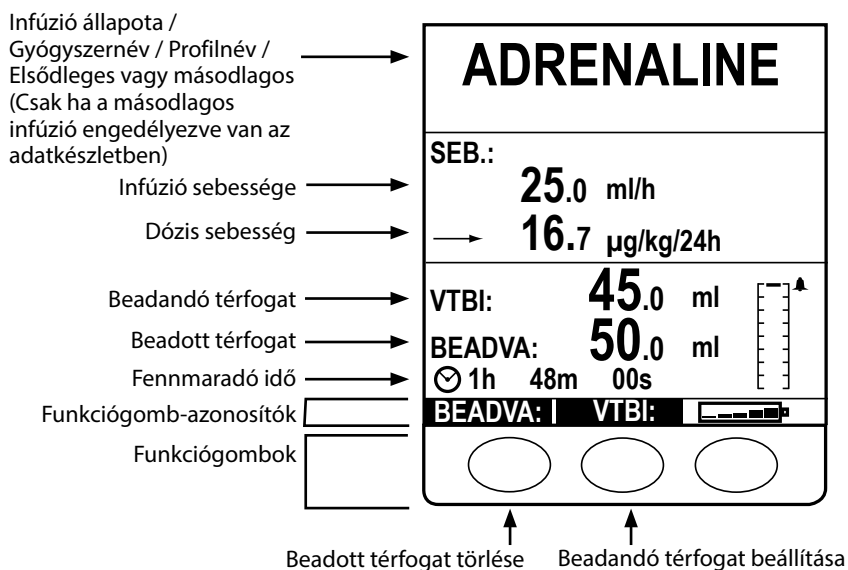 Infúzió állapota /
Gyógyszernév / Profilnév /
Elsődleges vagy másodlagos
(Csak ha a másodlagos
infúzió engedélyezve van az
adatkészletben)
Infúzió sebessége
Dózis sebesség
Beadandó térfogat
Beadott térfogat
Fennmaradó idő
Funkciógomb-azonosítók
Funkciógombok
ADRENALINE
SEB.:
25.0 ml/h
16.7 µg/kg/24h
VTBI: 45.0 ml
BEADVA: 50.0 ml
1h 48m 00s
BEADVA: VTBI:
Beadott térfogat törlése
Beadandó térfogat beállítása